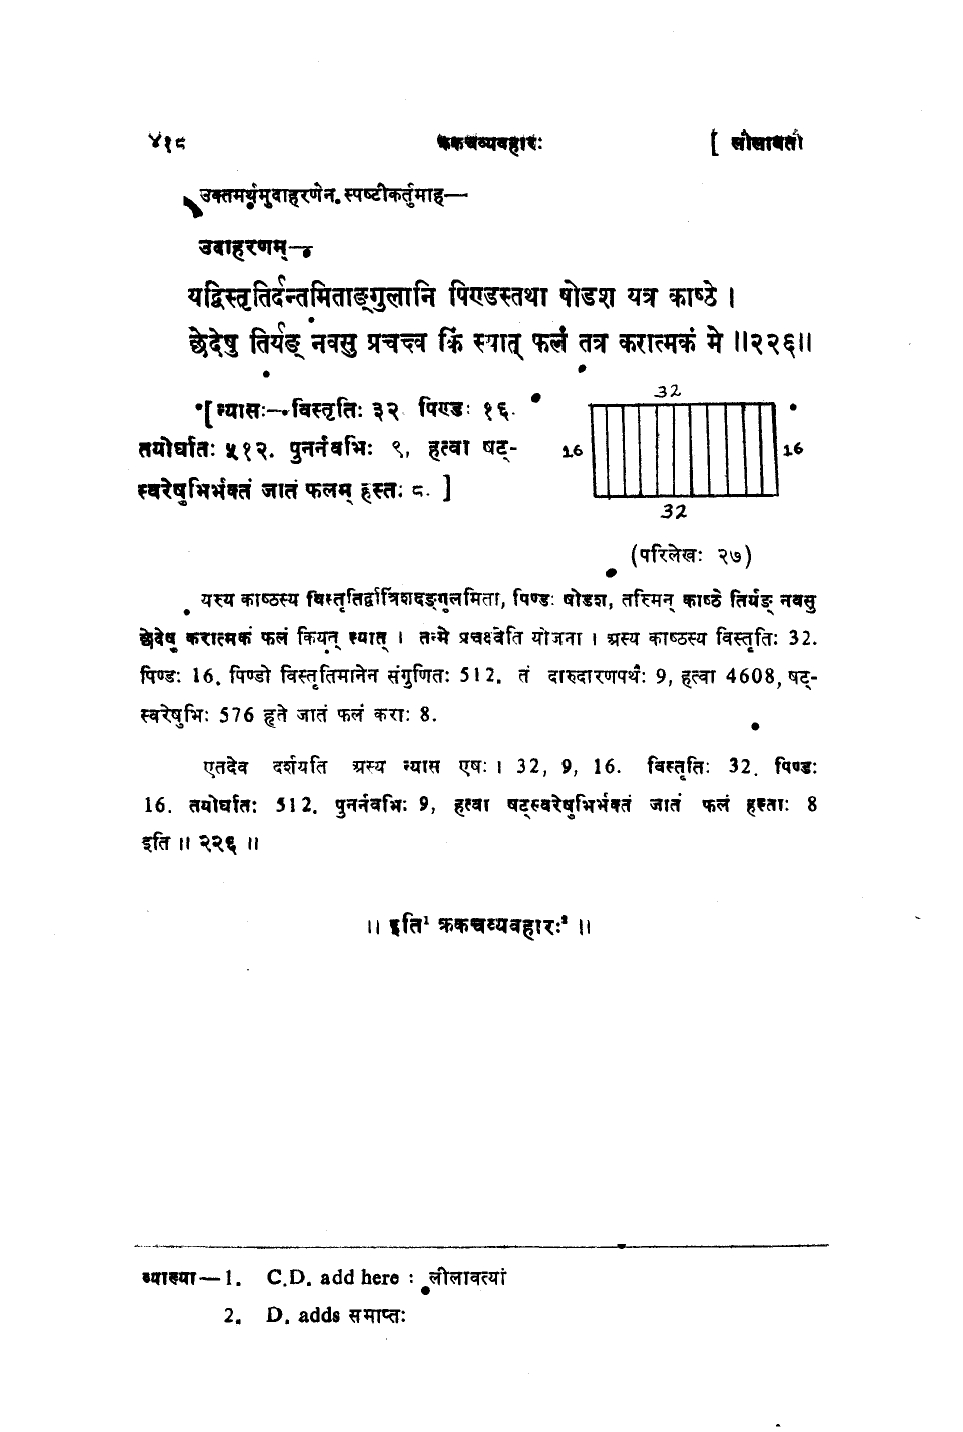 ४१८ क्रकचव्यवहारः [ लीलावती
उक्तमर्थमुदाहरणेन स्पष्टीकर्तुमाह—
उदाहरणम्—
यद्विस्तृतिर्दन्तमिताङ्गुलानि पिण्डस्तथा षोडश यत्र काष्ठे ।
छेदेषु तिर्यङ् नवसु प्रचक्ष्व किं स्यात् फलं तत्र करात्मकं मे ॥२२६॥
[ न्यासः—विस्तृतिः ३२ पिण्डः १६.
तयोर्घातः ५१२. पुनर्नवभिः ९, हत्वा षट्-
स्वरेषुभिर्भक्तं जातं फलम् हस्तः ८. ]
32
16 16
32
(परिलेखः २७)
यस्य काष्ठस्य विस्तृतिर्द्वात्रिंशदङ्गुलमिता, पिण्डः षोडश, तस्मिन् काष्ठे तिर्यङ् नवसु
छेदेषु करात्मकं फलं कियत् स्यात् । तन्मे प्रचक्ष्वेति योजना । अस्य काष्ठस्य विस्तृतिः 32.
पिण्डः 16. पिण्डो विस्तृतिमानेन संगुणितः 512. तं दारुदारणपथैः 9, हत्वा 4608, षट्-
स्वरेषुभिः 576 हृते जातं फलं कराः 8.
एतदेव दर्शयति अस्य न्यास एषः । 32, 9, 16. विस्तृतिः 32. पिण्डः
16. तयोर्घातः 512. पुनर्नवभिः 9, हत्वा षट्स्वरेषुभिर्भक्तं जातं फलं हस्ताः 8
इति ॥ २२६ ॥
॥ इति¹ क्रकचव्यवहारः² ॥
व्याख्या—1. C.D. add here : लीलावत्यां
2. D. adds समाप्तः